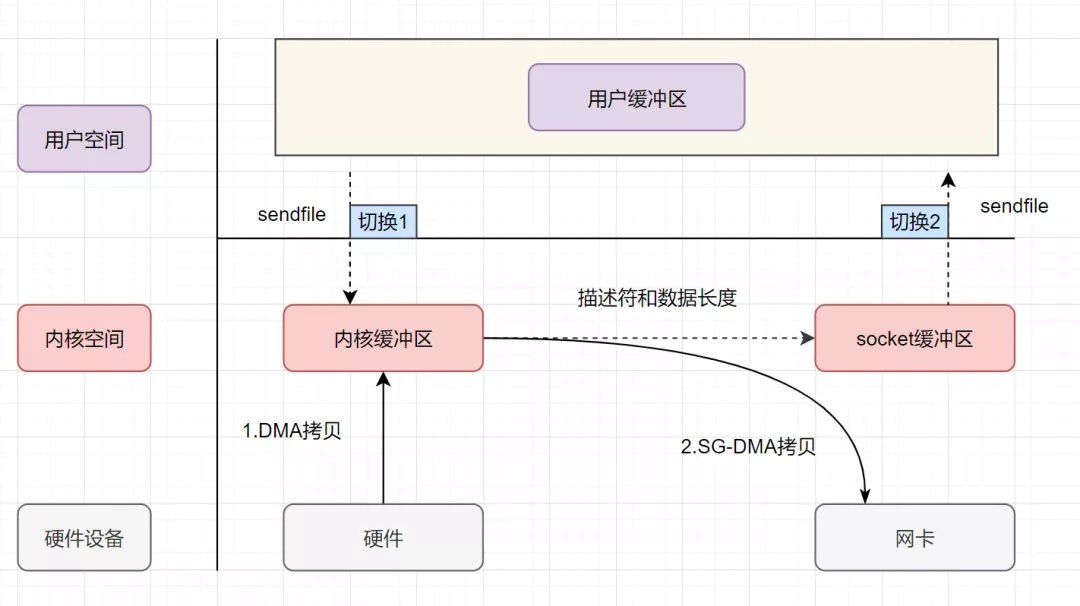 用户缓冲区
用户空间
sendfile
切换1
切换2
sendfile
描述符和数据长度
内核空间
内核缓冲区
socket缓冲区
1.DMA拷贝
2.SG-DMA拷贝
硬件设备
硬件
网卡